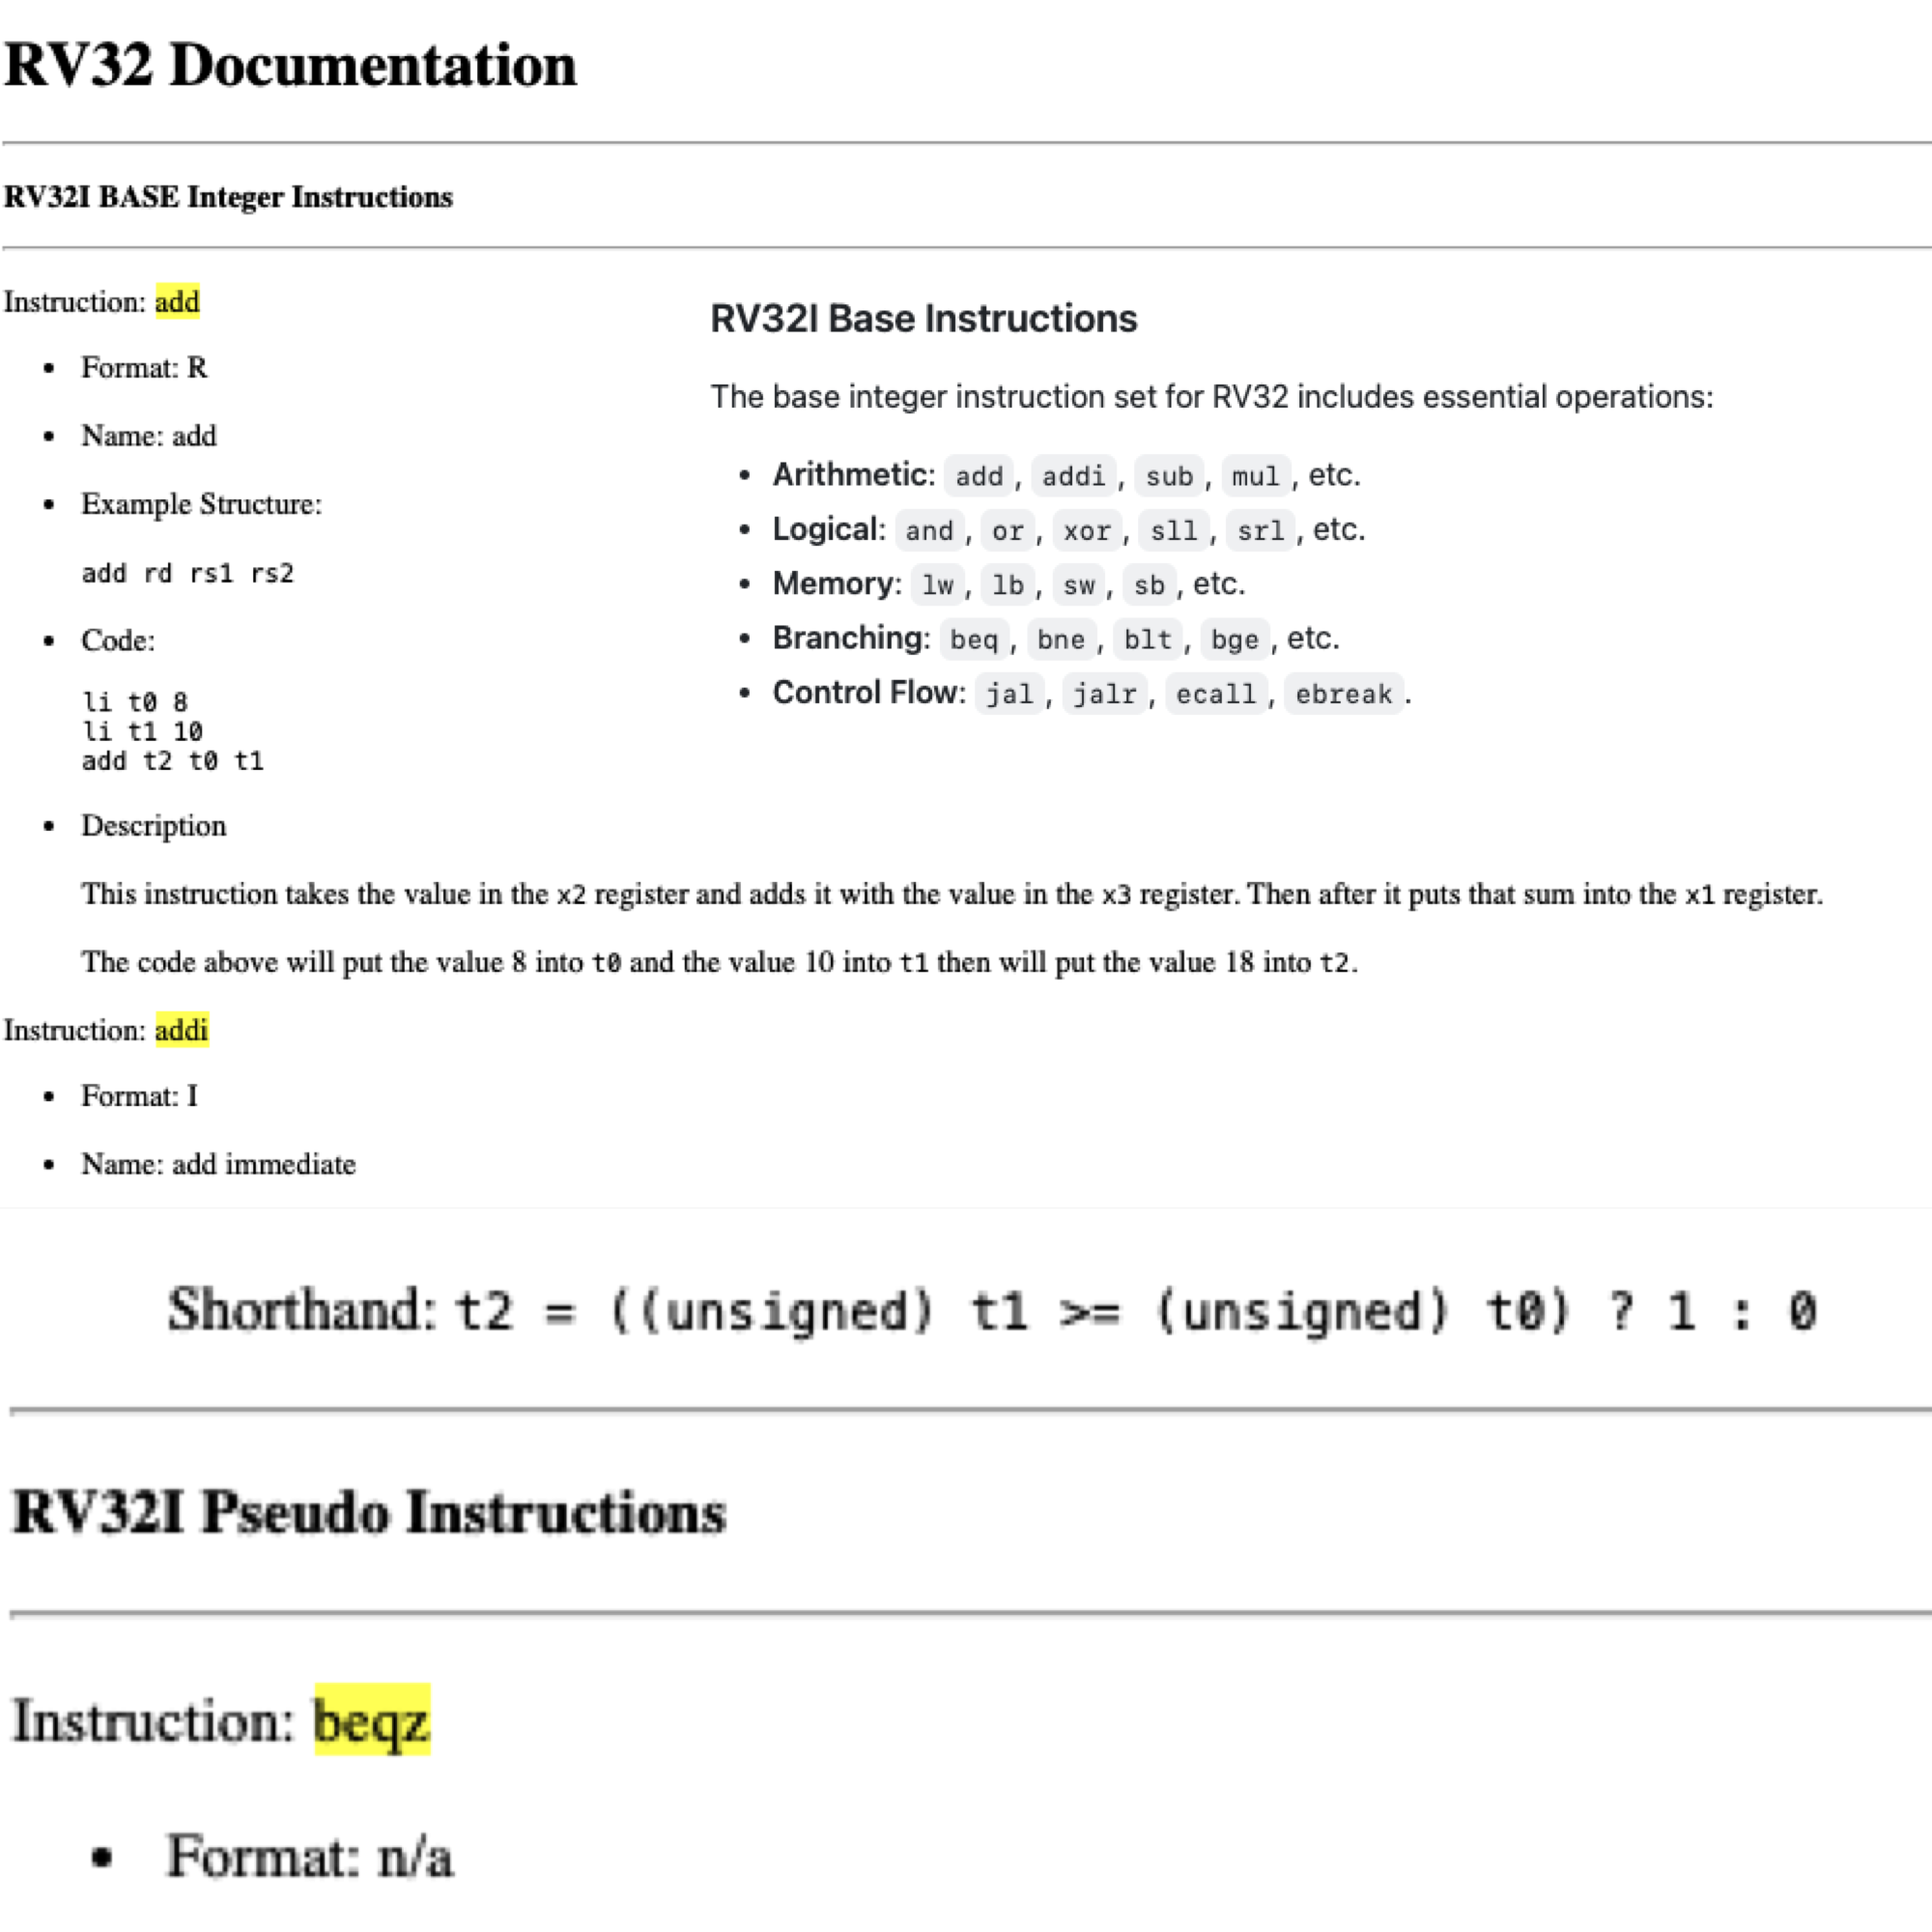 RV32 Documentation
RV32I BASE Integer Instructions
Instruction: add
• Format: R
• Name: add
• Example Structure:
add rd rs1 rs2
• Code:
li t0 8
li t1 10
add t2 t0 t1
• Description
RV32I Base Instructions
The base integer instruction set for RV32 includes essential operations:
• Arithmetic: add, addi, sub, mul, etc.
• Logical: and, or, xor, sll, srl, etc.
• Memory: lw, lb, sw, sb, etc.
• Branching: beq, bne, blt, bge, etc.
• Control Flow: jal, jalr, ecall, ebreak.
This instruction takes the value in the x2 register and adds it with the value in the x3 register. Then after it puts that sum into the x1 register.
The code above will put the value 8 into t0 and the value 10 into t1 then will put the value 18 into t2.
Instruction: addi
• Format: I
• Name: add immediate
Shorthand: t2 = ((unsigned) t1 >= (unsigned) t0) ? 1 : 0
RV32I Pseudo Instructions
Instruction: beqz
• Format: n/a